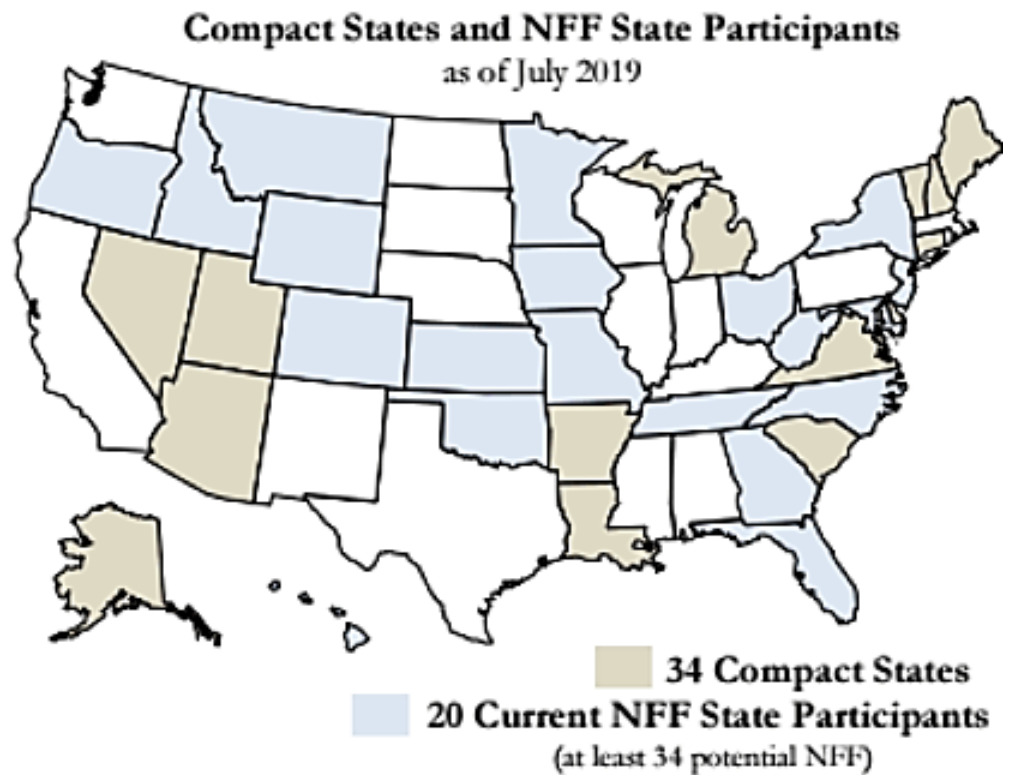 Compact States and NFF State Participants
as of July 2019
34 Compact States
20 Current NFF State Participants
(at least 34 potential NFF)